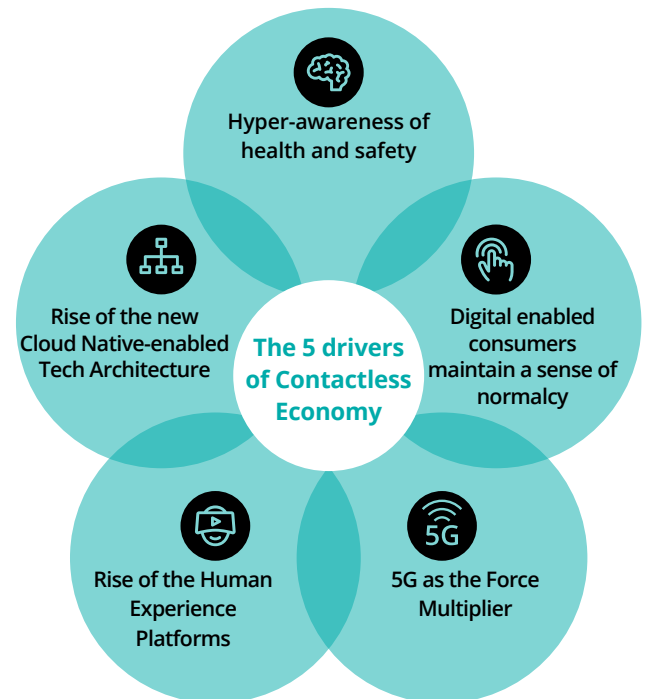 Hyper-awareness of
health and safety
Rise of the new
Cloud Native-enabled
Tech Architecture
The 5 drivers
of Contactless
Economy
Digital enabled
consumers
maintain a sense of
normalcy
Rise of the Human
Experience
Platforms
5G
5G as the Force
Multiplier